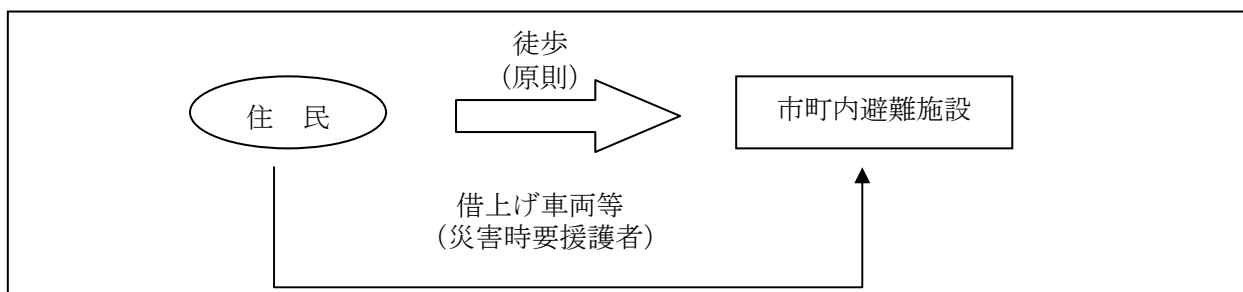 徒歩
（原則）
住　民
市町内避難施設
借上げ車両等
（災害時要援護者）